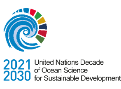 2021
2030
United Nations Decade
of Ocean Science
for Sustainable Development